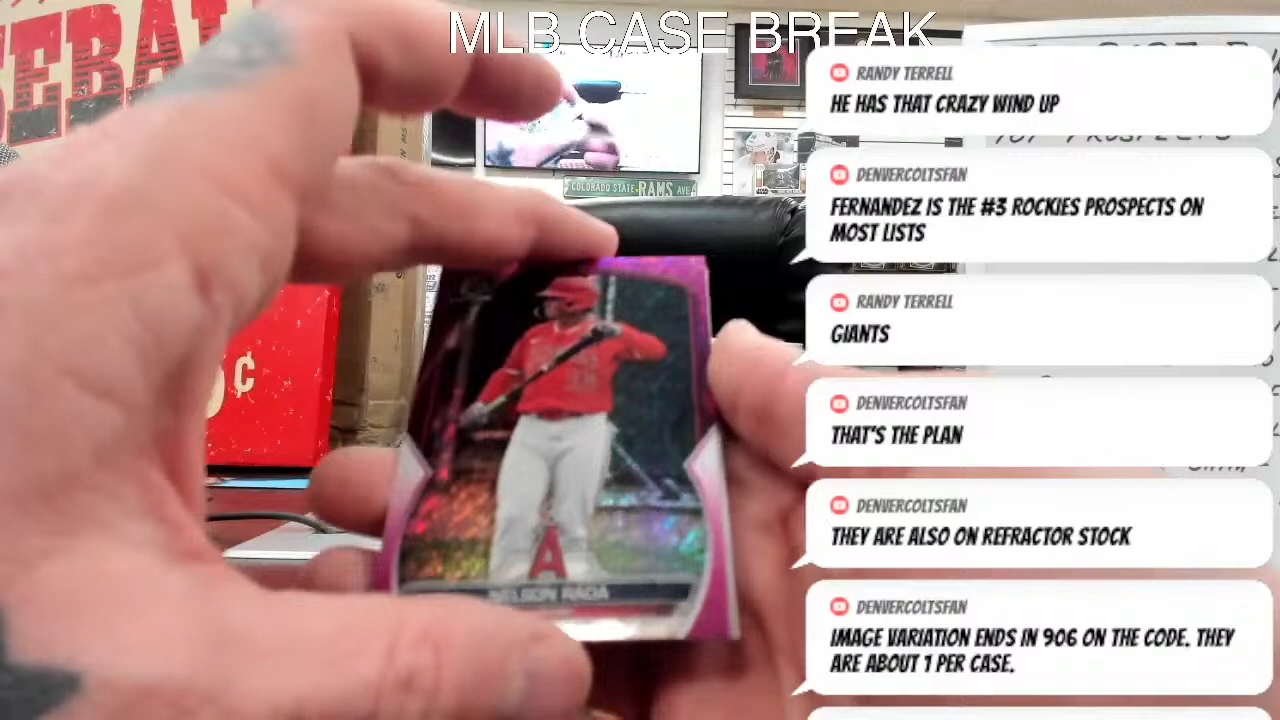 MLB CASE BREAK
RANDY TERRELL
HE HAS THAT CRAZY WIND UP
DENVERCOLTSFAN
FERNANDEZ IS THE #3 ROCKIES PROSPECTS ON
MOST LISTS
RANDY TERRELL
GIANTS
DENVERCOLTSFAN
THAT'S THE PLAN
DENVERCOLTSFAN
THEY ARE ALSO ON REFRACTOR STOCK
DENVERCOLTSFAN
IMAGE VARIATION ENDS IN 906 ON THE CODE. THEY
ARE ABOUT 1 PER CASE.
COLORADO STATE RAMS AVE
¢
A
NELSON RADA